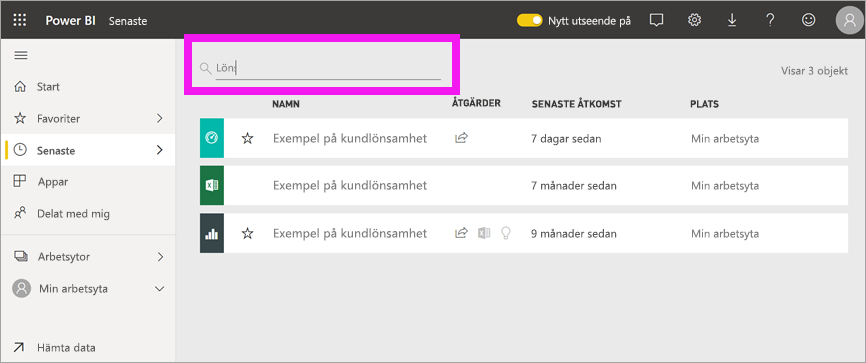 Power BI Senaste Nytt utseende på
Löns
Visar 3 objekt
Start
Favoriter
Senaste
Appar
Delat med mig
Arbetsytor
Min arbetsyta
Hämta data
NAMN ÅTGÄRDER SENASTE ÅTKOMST PLATS
Exempel på kundlönsamhet 7 dagar sedan Min arbetsyta
Exempel på kundlönsamhet 7 månader sedan Min arbetsyta
Exempel på kundlönsamhet 9 månader sedan Min arbetsyta